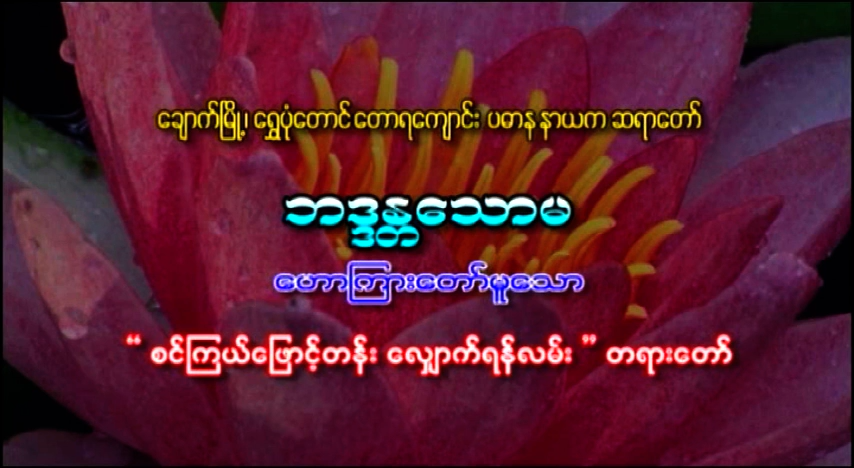 ချောက်မြို့၊ ရွှေပုံတောင် တောရကျောင်း ပဓာန နာယက ဆရာတော်
ဘဒ္ဒန္တသောမ
ဟောကြားတော်မူသော
“ စင်ကြယ်ဖြောင့်တန်း လျှောက်ရန်လမ်း ” တရားတော်